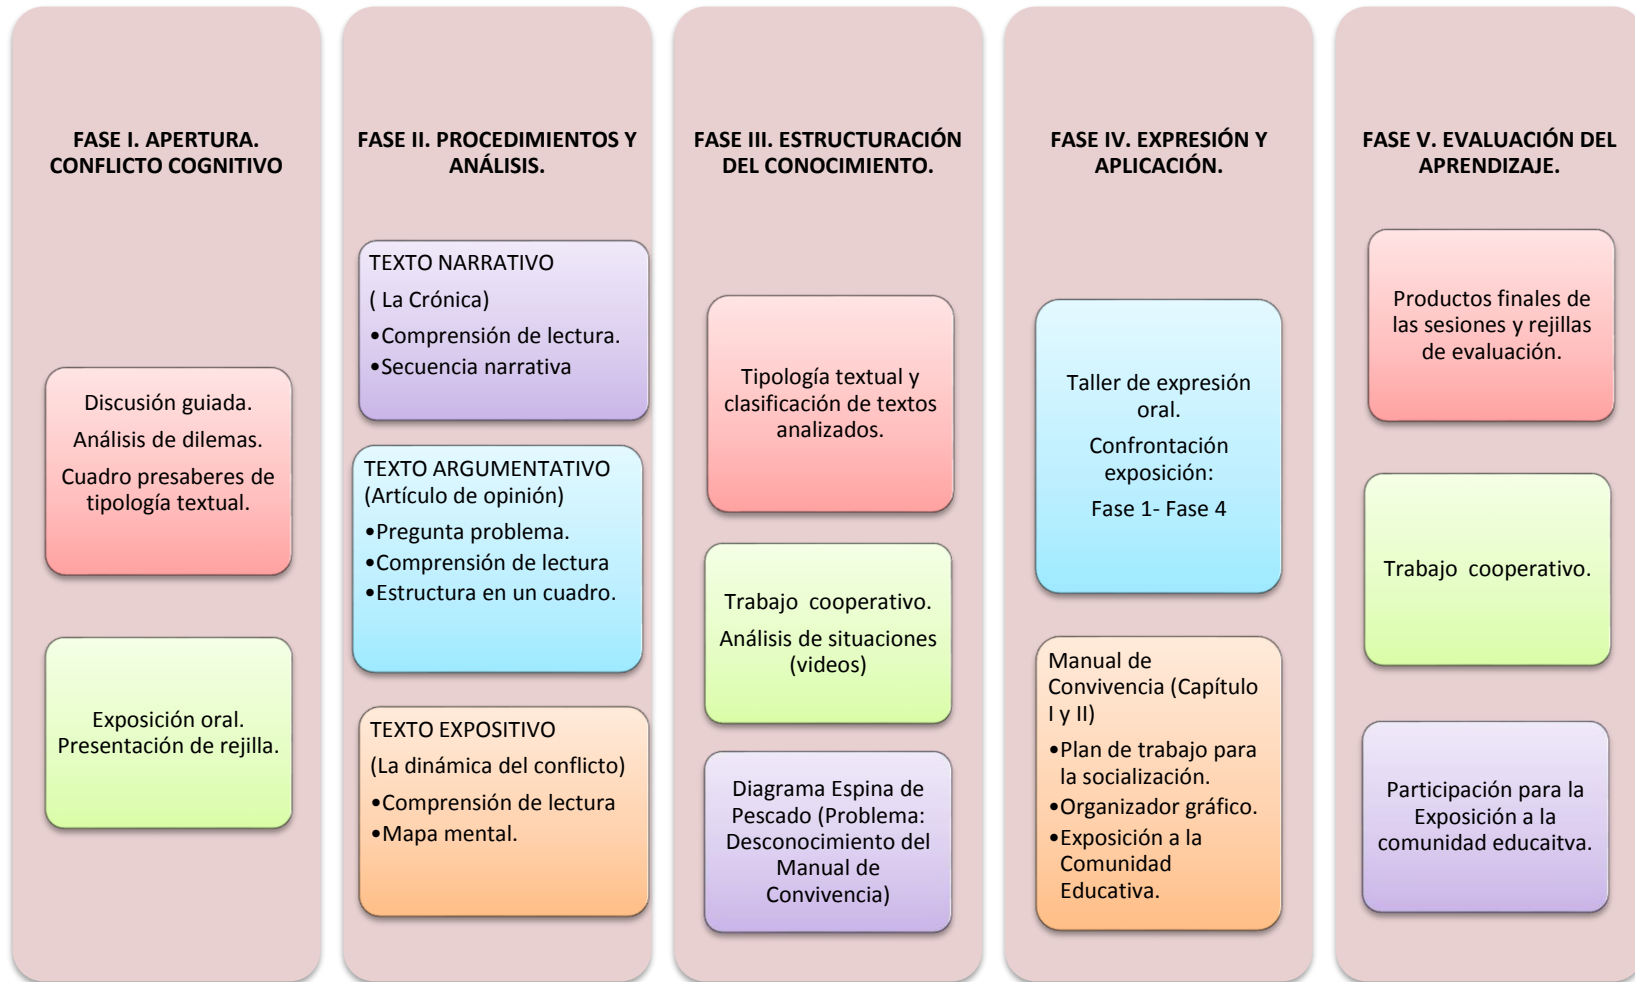 FASE I. APERTURA.
CONFLICTO COGNITIVO
Discusión guiada.
Análisis de dilemas.
Cuadro presaberes de
tipología textual.
Exposición oral.
Presentación de rejilla.
FASE II. PROCEDIMIENTOS Y
ANÁLISIS.
TEXTO NARRATIVO
( La Crónica)
•Comprensión de lectura.
•Secuencia narrativa
TEXTO ARGUMENTATIVO
(Artículo de opinión)
•Pregunta problema.
•Comprensión de lectura
•Estructura en un cuadro.
TEXTO EXPOSITIVO
(La dinámica del conflicto)
•Comprensión de lectura
•Mapa mental.
FASE III. ESTRUCTURACIÓN
DEL CONOCIMIENTO.
Tipología textual y
clasificación de textos
analizados.
Trabajo cooperativo.
Análisis de situaciones
(videos)
Diagrama Espina de
Pescado (Problema:
Desconocimiento del
Manual de
Convivencia)
FASE IV. EXPRESIÓN Y
APLICACIÓN.
Taller de expresión
oral.
Confrontación
exposición:
Fase 1- Fase 4
Manual de
Convivencia (Capítulo
I y II)
•Plan de trabajo para
la socialización.
•Organizador gráfico.
•Exposición a la
Comunidad
Educativa.
FASE V. EVALUACIÓN DEL
APRENDIZAJE.
Productos finales de
las sesiones y rejillas
de evaluación.
Trabajo cooperativo.
Participación para la
Exposición a la
comunidad educaitva.